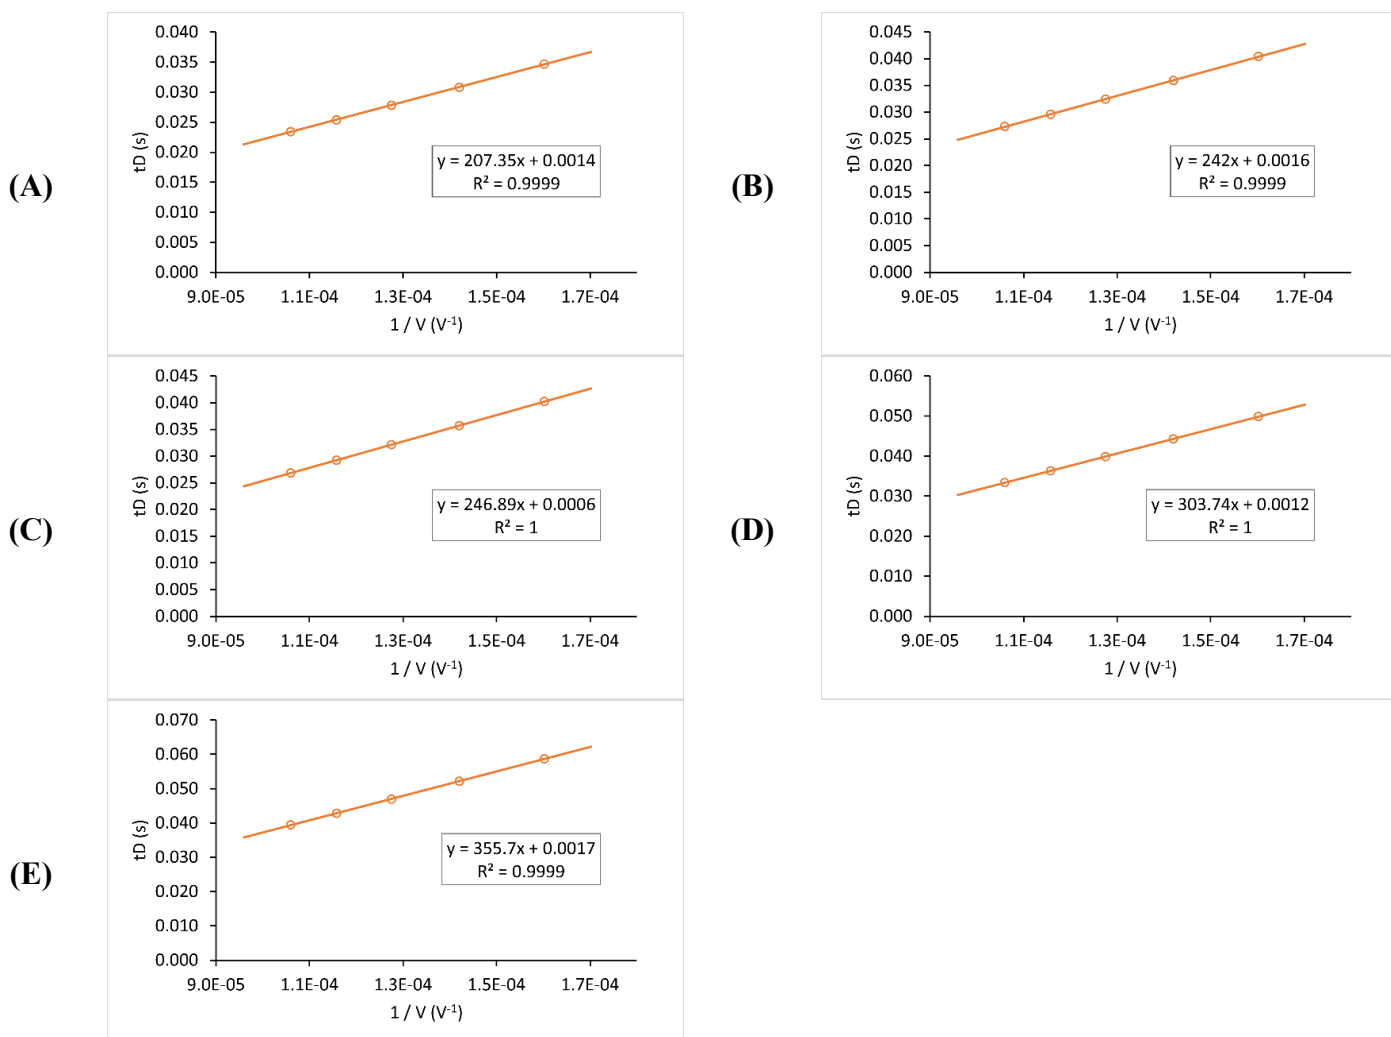 (A)
0.040
0.035
0.030
0.025
0.020
0.015
0.010
0.005
0.000
tD (s)
y = 207.35x + 0.0014
R² = 0.9999
9.0E-05 1.1E-04 1.3E-04 1.5E-04 1.7E-04
1 / V (V⁻¹)
(B)
0.045
0.040
0.035
0.030
0.025
0.020
0.015
0.010
0.005
0.000
tD (s)
y = 242x + 0.0016
R² = 0.9999
9.0E-05 1.1E-04 1.3E-04 1.5E-04 1.7E-04
1 / V (V⁻¹)
(C)
0.045
0.040
0.035
0.030
0.025
0.020
0.015
0.010
0.005
0.000
tD (s)
y = 246.89x + 0.0006
R² = 1
9.0E-05 1.1E-04 1.3E-04 1.5E-04 1.7E-04
1 / V (V⁻¹)
(D)
0.060
0.050
0.040
0.030
0.020
0.010
0.000
tD (s)
y = 303.74x + 0.0012
R² = 1
9.0E-05 1.1E-04 1.3E-04 1.5E-04 1.7E-04
1 / V (V⁻¹)
(E)
0.070
0.060
0.050
0.040
0.030
0.020
0.010
0.000
tD (s)
y = 355.7x + 0.0017
R² = 0.9999
9.0E-05 1.1E-04 1.3E-04 1.5E-04 1.7E-04
1 / V (V⁻¹)